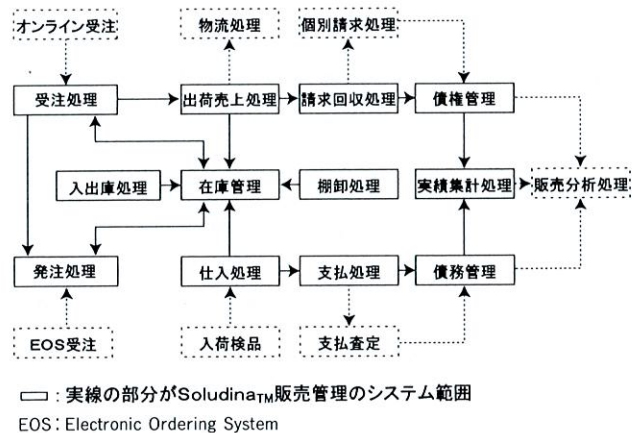 オンライン受注 物流処理 個別請求処理
受注処理 出荷売上処理 請求回収処理 債権管理
入出庫処理 在庫管理 棚卸処理 実績集計処理 販売分析処理
発注処理 仕入処理 支払処理 債務管理
EOS受注 入荷検品 支払査定
：実線の部分がSoludinaTM販売管理のシステム範囲
EOS：Electronic Ordering System